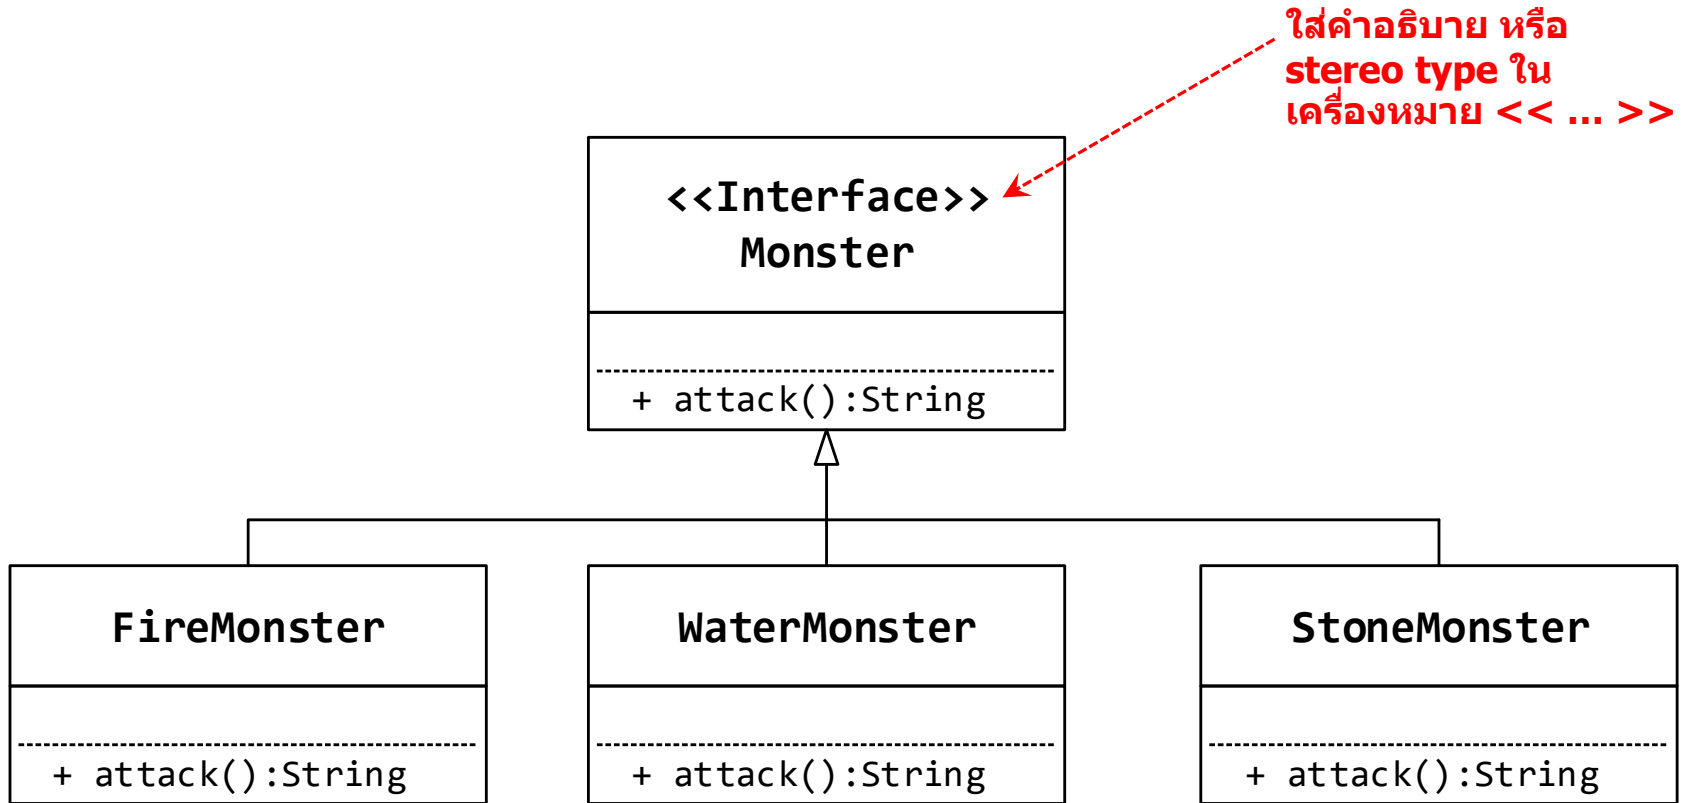 ใส่คำอธิบาย หรือ
stereo type ใน
เครื่องหมาย << ... >>
<<Interface>>
Monster
+ attack():String
FireMonster
+ attack():String
WaterMonster
+ attack():String
StoneMonster
+ attack():String